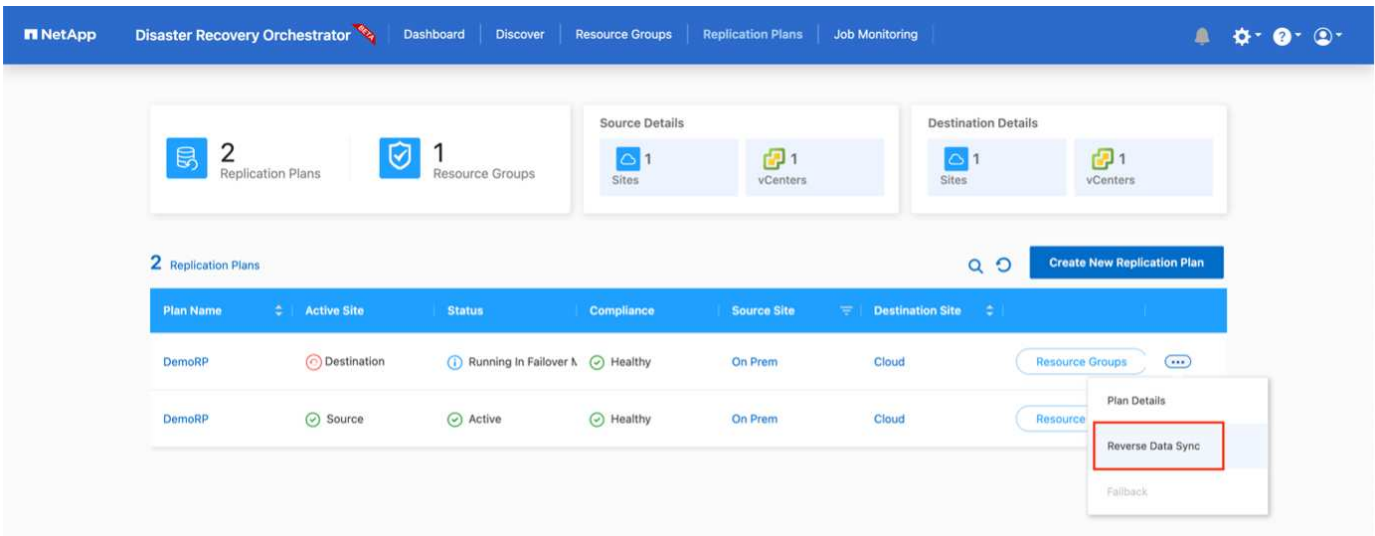 NetApp Disaster Recovery Orchestrator BETA Dashboard Discover Resource Groups Replication Plans Job Monitoring
Source Details Destination Details
2 Replication Plans 1 Resource Groups 1 Sites 1 vCenters 1 Sites 1 vCenters
2 Replication Plans Create New Replication Plan
Plan Name Active Site Status Compliance Source Site Destination Site
DemoRP Destination Running In Failover Healthy On Prem Cloud Resource Groups
Plan Details
DemoRP Source Active Healthy On Prem Cloud Resource
Reverse Data Sync
Failback